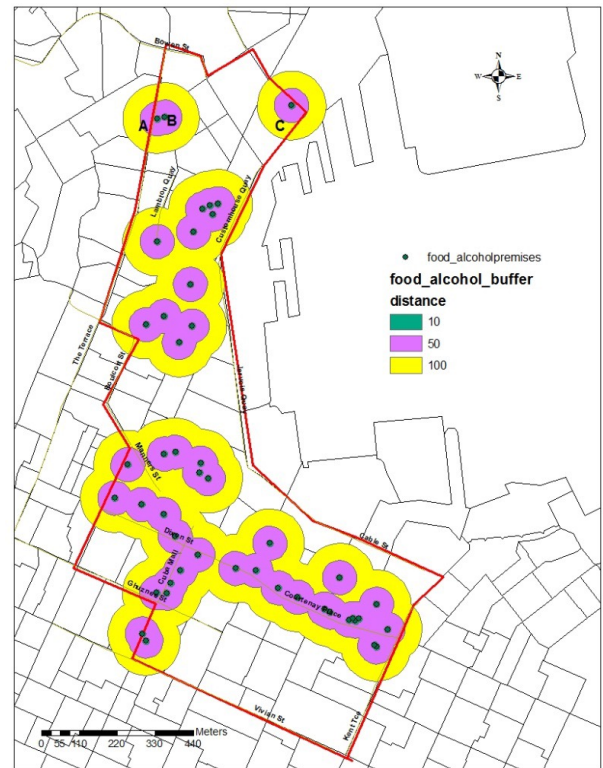 Bowen St
N
W E
S
A B
C
Lambton Quay
Customhouse Quay
food_alcoholpremises
food_alcohol_buffer
distance
10
50
100
The Terrace
Boulcott St
Jervois Quay
Manners St
Dixon St
Cable St
Cuba Mall
Ghuznee St
Courtenay Place
Vivian St
Kent Tce
Meters
0 55 110 220 330 440